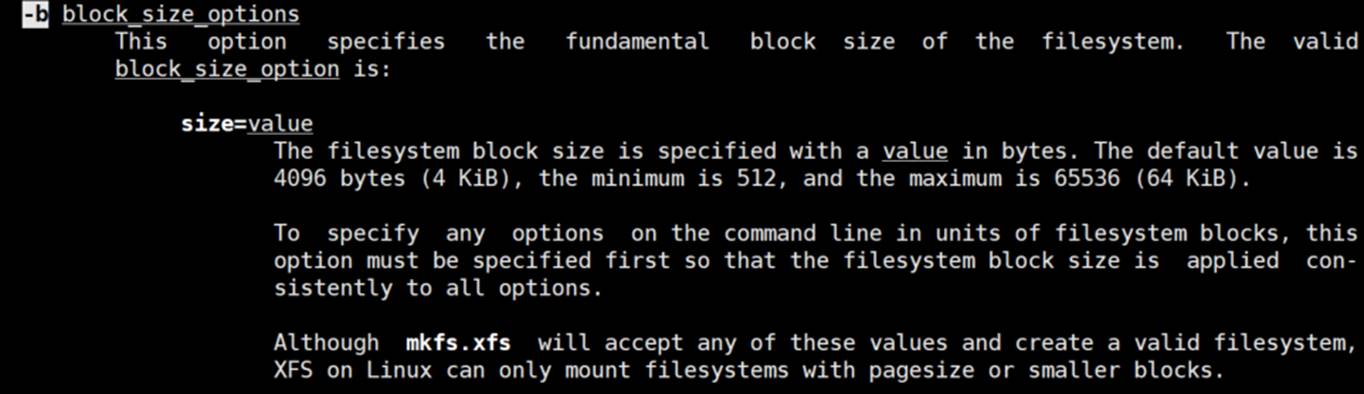 -b block_size_options
This option specifies the fundamental block size of the filesystem. The valid
block_size_option is:
size=value
The filesystem block size is specified with a value in bytes. The default value is
4096 bytes (4 KiB), the minimum is 512, and the maximum is 65536 (64 KiB).
To specify any options on the command line in units of filesystem blocks, this
option must be specified first so that the filesystem block size is applied con-
sistently to all options.
Although mkfs.xfs will accept any of these values and create a valid filesystem,
XFS on Linux can only mount filesystems with pagesize or smaller blocks.